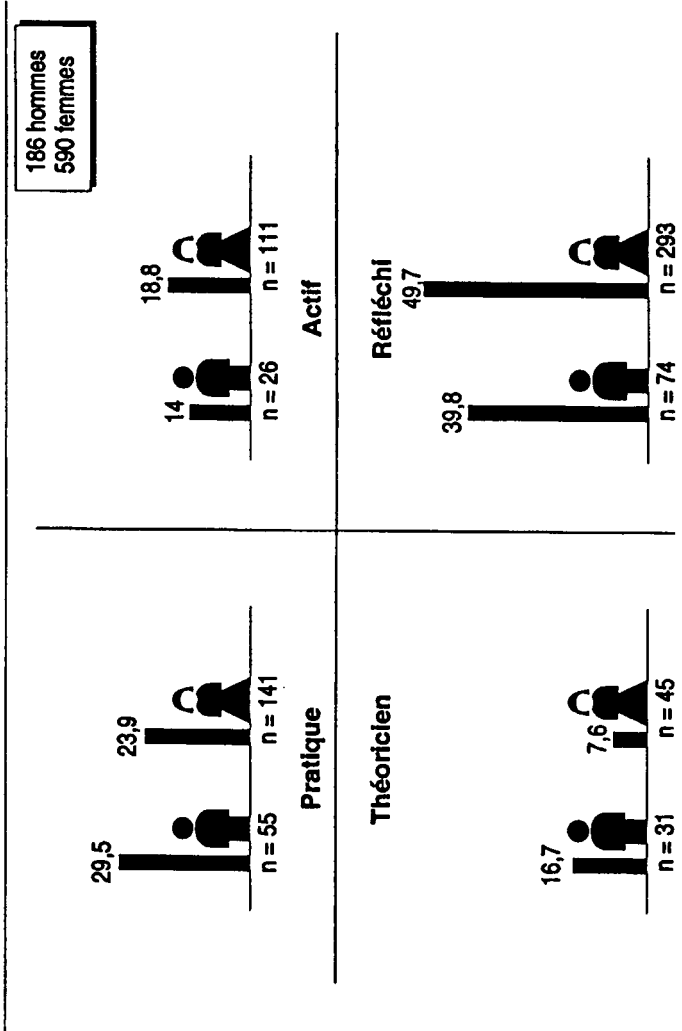 186 hommes
590 femmes
29,5
23,9
n = 55
n = 141
Pratique
14
18,8
n = 26
n = 111
Actif
Théoricien
16,7
7,6
n = 31
n = 45
Réfléchi
39,8
49,7
n = 74
n = 293